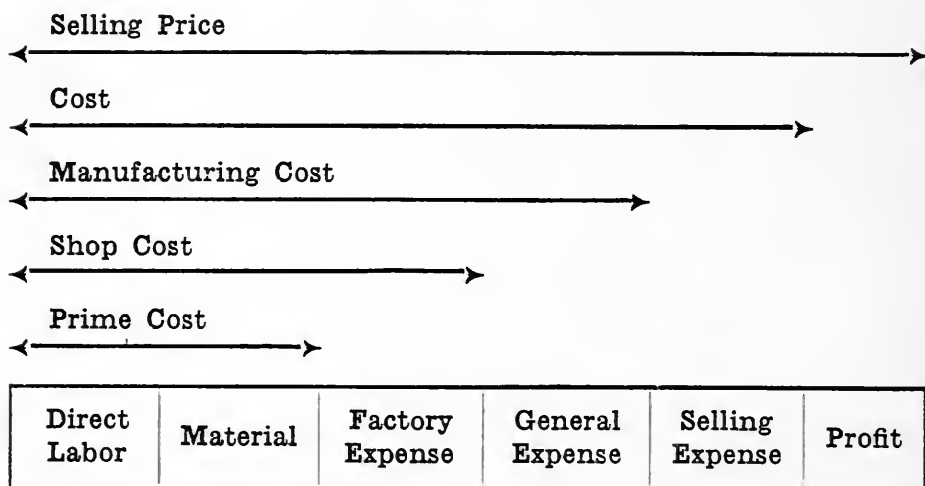 Selling Price
Cost
Manufacturing Cost
Shop Cost
Prime Cost
Direct Labor
Material
Factory Expense
General Expense
Selling Expense
Profit